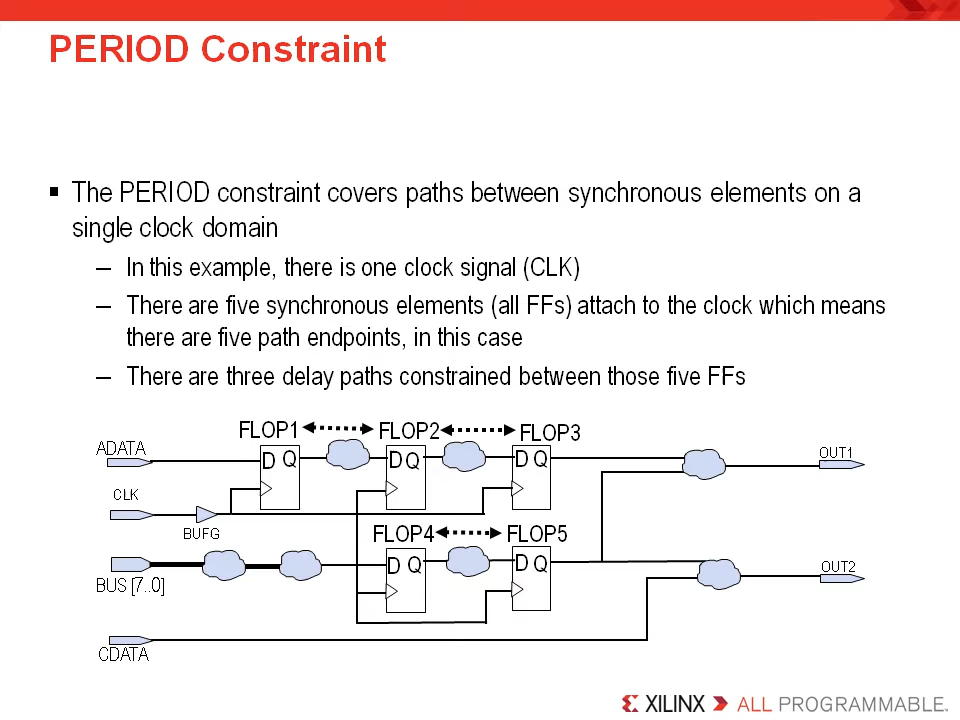 PERIOD Constraint
▪ The PERIOD constraint covers paths between synchronous elements on a
single clock domain
– In this example, there is one clock signal (CLK)
– There are five synchronous elements (all FFs) attach to the clock which means
there are five path endpoints, in this case
– There are three delay paths constrained between those five FFs
FLOP1 FLOP2 FLOP3
ADATA
D Q D Q D Q
OUT1
CLK
BUFG
FLOP4 FLOP5
D Q D Q
BUS [7..0]
OUT2
CDATA
XILINX ALL PROGRAMMABLE.